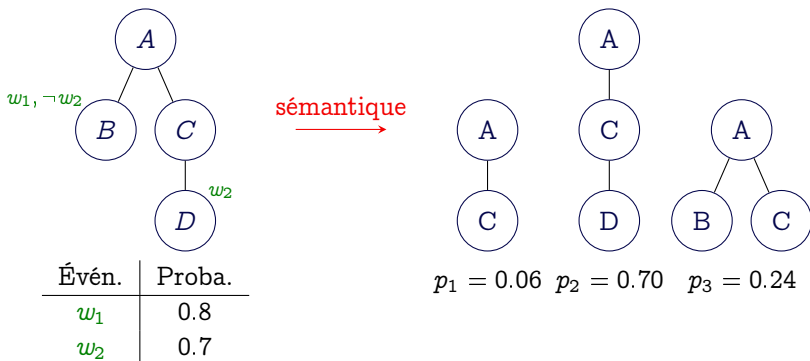 A
w₁, ¬w₂
B
C
w₂
D
Évén. Proba.
w₁ 0.8
w₂ 0.7
sémantique
A
C
p₁ = 0.06
A
C
D
p₂ = 0.70
A
B C
p₃ = 0.24